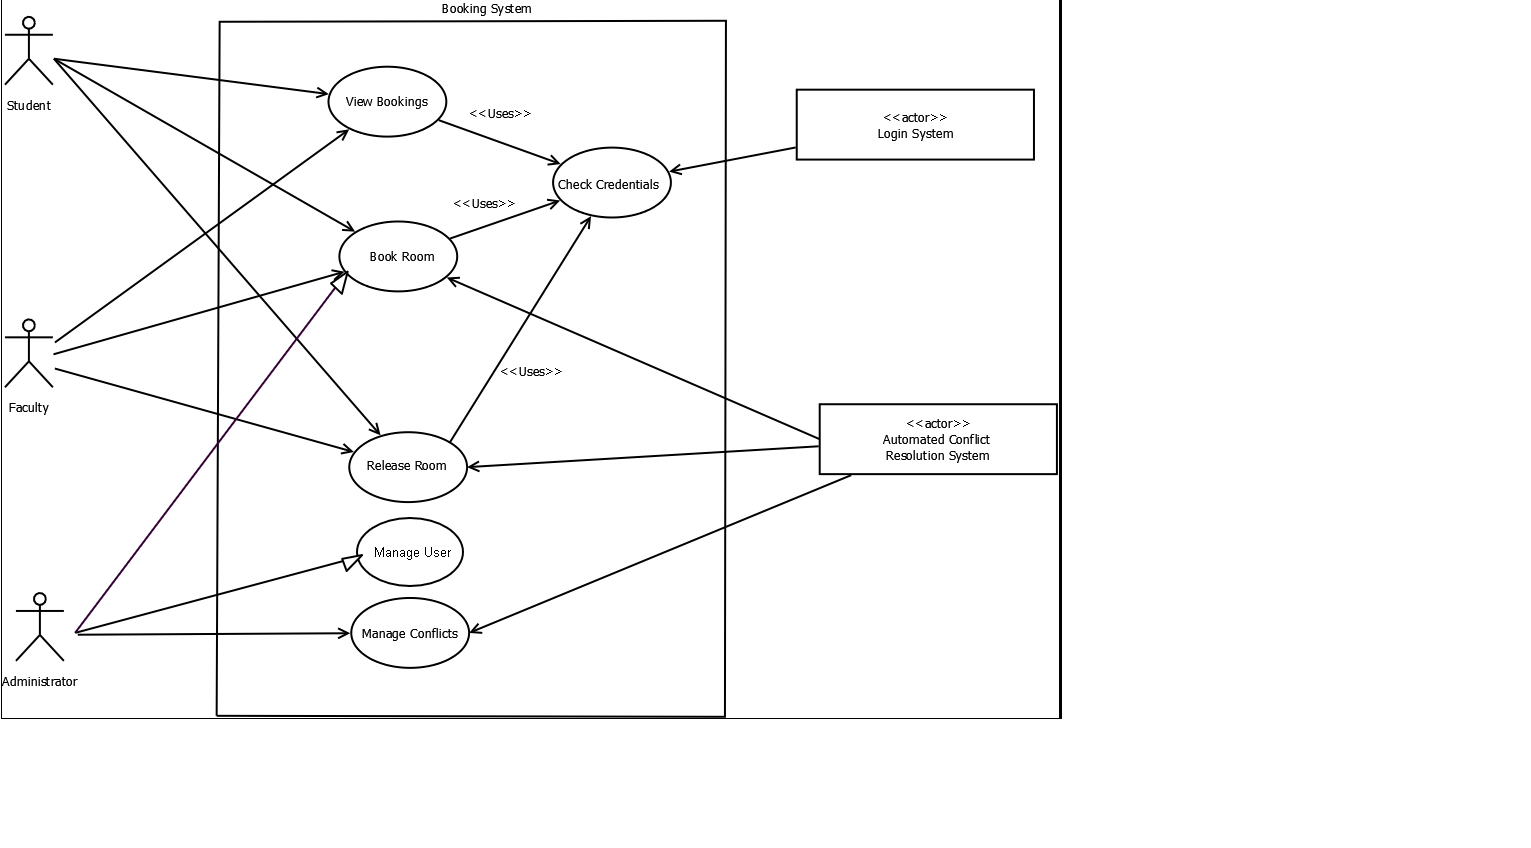 Booking System
Student
View Bookings
<<Uses>>
<<actor>>
Login System
Check Credentials
<<Uses>>
Book Room
Faculty
<<Uses>>
<<actor>>
Automated Conflict
Resolution System
Release Room
Manage User
Manage Conflicts
Administrator